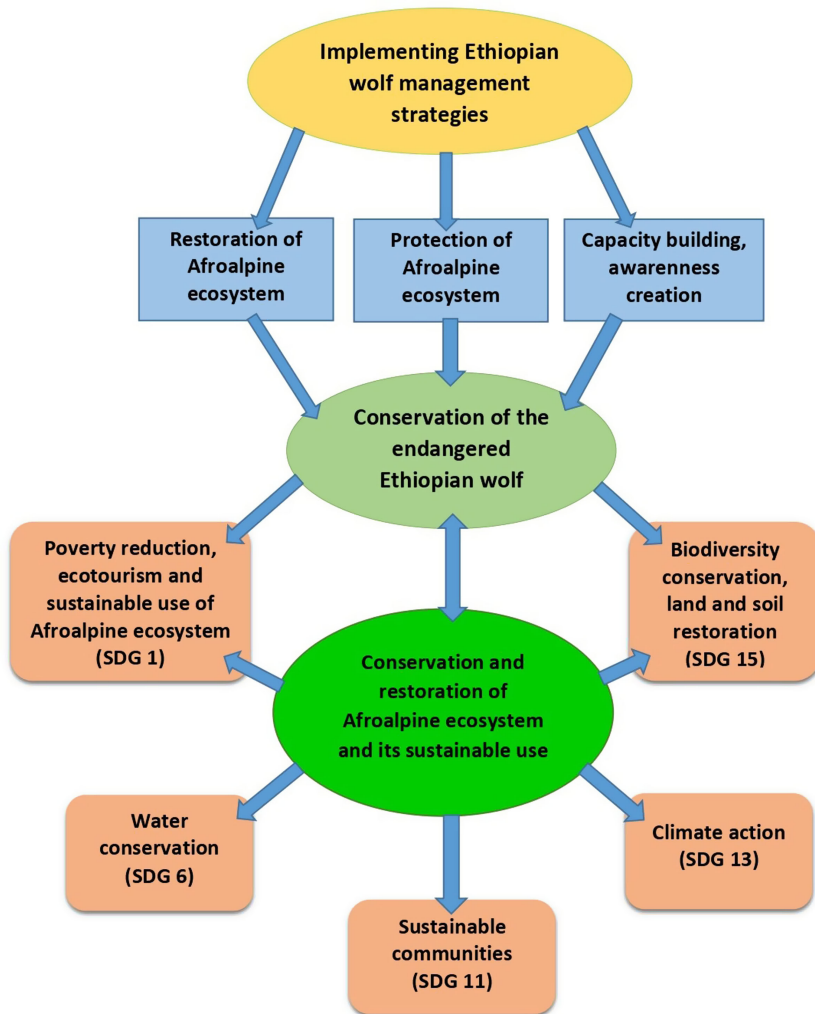 Implementing Ethiopian
wolf management
strategies
Restoration of
Afroalpine
ecosystem
Protection of
Afroalpine
ecosystem
Capacity building,
awarenness
creation
Conservation of the
endangered
Ethiopian wolf
Poverty reduction,
ecotourism and
sustainable use of
Afroalpine ecosystem
(SDG 1)
Biodiversity
conservation,
land and soil
restoration
(SDG 15)
Conservation and
restoration of
Afroalpine ecosystem
and its sustainable use
Water
conservation
(SDG 6)
Climate action
(SDG 13)
Sustainable
communities
(SDG 11)